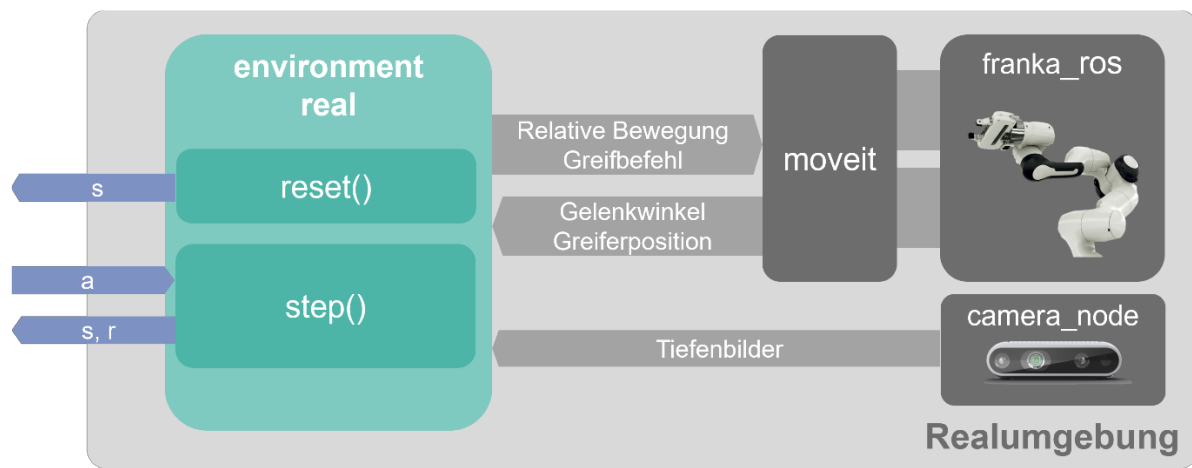 environment
real
reset()
step()
s
a
s, r
Relative Bewegung
Greifbefehl
Gelenkwinkel
Greiferposition
Tiefenbilder
moveit
franka_ros
camera_node
Realumgebung